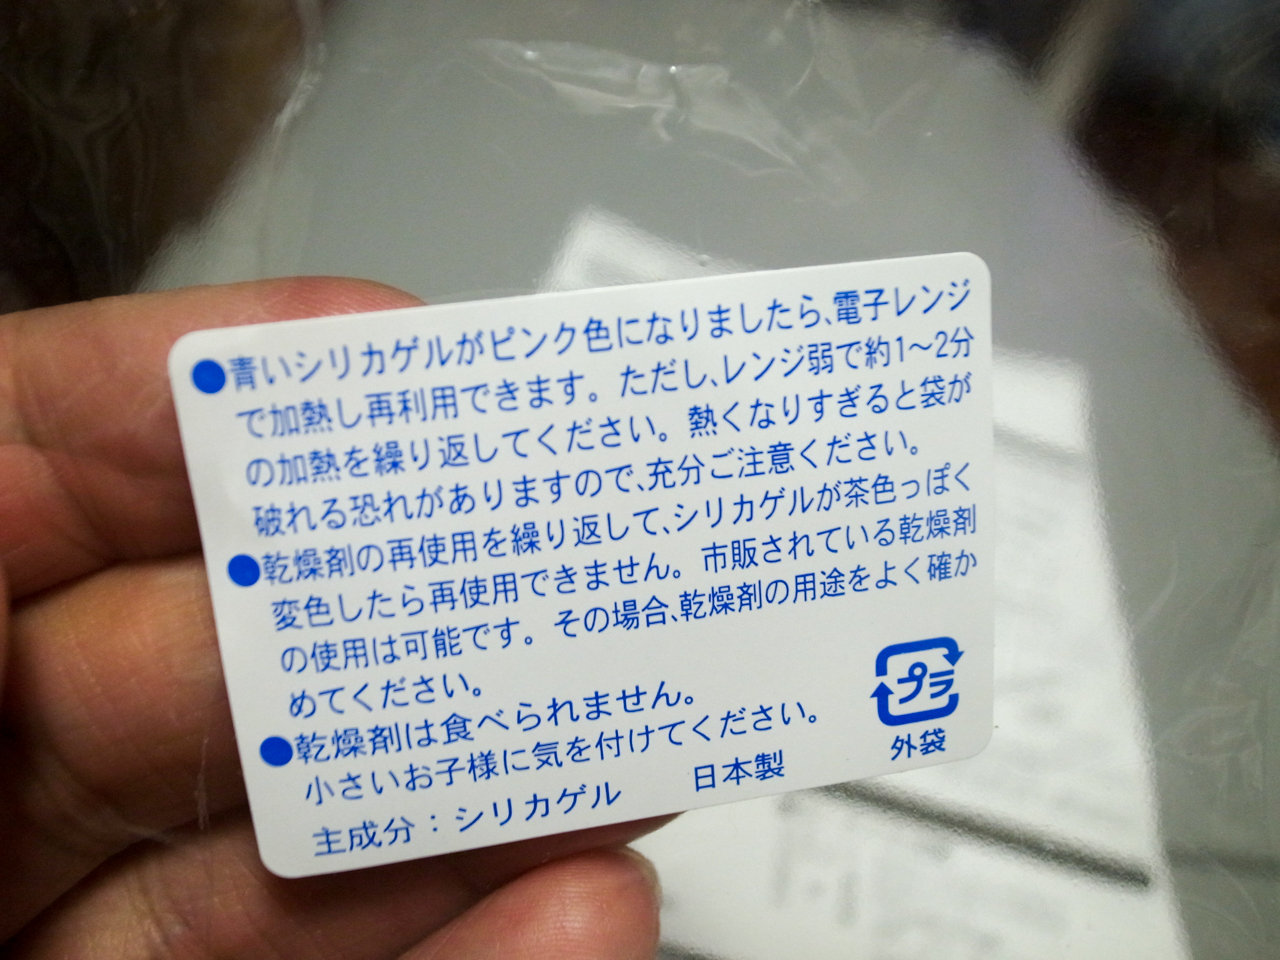 ●青いシリカゲルがピンク色になりましたら、電子レンジ
で加熱し再利用できます。ただし、レンジ弱で約1〜2分
の加熱を繰り返してください。熱くなりすぎると袋が
破れる恐れがありますので、充分ご注意ください。
●乾燥剤の再使用を繰り返して、シリカゲルが茶色っぽく
変色したら再使用できません。市販されている乾燥剤
の使用は可能です。その場合、乾燥剤の用途をよく確か
めてください。
●乾燥剤は食べられません。
小さいお子様に気を付けてください。
主成分：シリカゲル 日本製
プラ
外袋